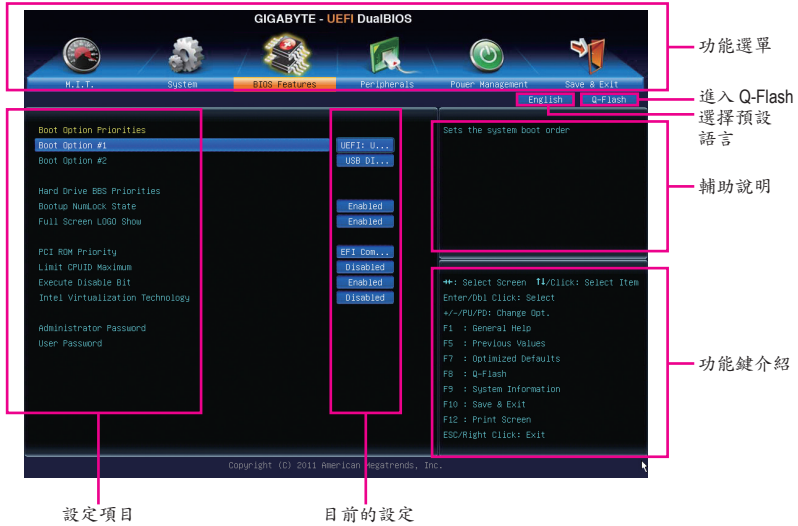 GIGABYTE - UEFI DualBIOS
M.I.T.
System
BIOS Features
Peripherals
Power Management
Save & Exit
功能選單
English
Q-Flash
進入 Q-Flash
選擇預設
語言
Boot Option Priorities
Boot Option #1 UEFI: U...
Boot Option #2 USB DI...
Hard Drive BBS Priorities
Bootup NumLock State Enabled
Full Screen LOGO Show Enabled
PCI ROM Priority EFI Com...
Limit CPUID Maximum Disabled
Execute Disable Bit Enabled
Intel Virtualization Technology Disabled
Administrator Password
User Password
Sets the system boot order
輔助說明
→←: Select Screen ↑↓/Click: Select Item
Enter/Dbl Click: Select
+/-/PU/PD: Change Opt.
F1 : General Help
F5 : Previous Values
F7 : Optimized Defaults
F8 : Q-Flash
F9 : System Information
F10 : Save & Exit
F12 : Print Screen
ESC/Right Click: Exit
功能鍵介紹
Copyright (C) 2011 American Megatrends, Inc.
設定項目
目前的設定